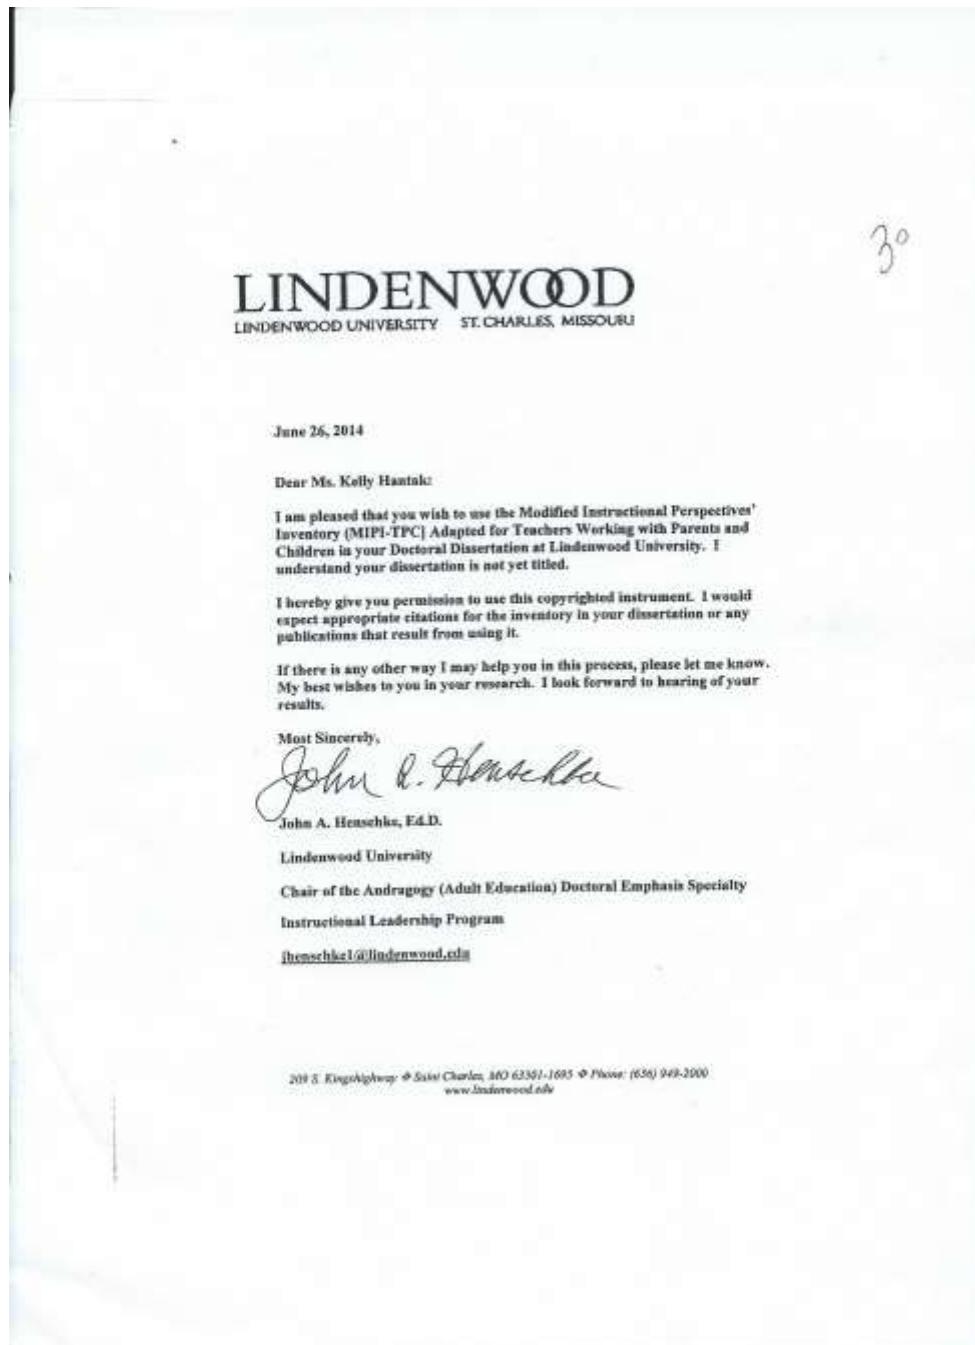 30
LINDENWOOD
LINDENWOOD UNIVERSITY ST. CHARLES, MISSOURI
June 26, 2014
Dear Ms. Kelly Hantak:
I am pleased that you wish to use the Modified Instructional Perspectives'
Inventory (MIPI-TPC] Adapted for Teachers Working with Parents and
Children in your Doctoral Dissertation at Lindenwood University. I
understand your dissertation is not yet titled.
I hereby give you permission to use this copyrighted instrument. I would
expect appropriate citations for the inventory in your dissertation or any
publications that result from using it.
If there is any other way I may help you in this process, please let me know.
My best wishes to you in your research. I look forward to hearing of your
results.
Most Sincerely,
John A. Henschke
John A. Henschke, Ed.D.
Lindenwood University
Chair of the Andragogy (Adult Education) Doctoral Emphasis Specialty
Instructional Leadership Program
jhenschke1@lindenwood.edu
209 S. Kingshighway ❖ Saint Charles, MO 63301-1695 ❖ Phone: (636) 949-2000
www.lindenwood.edu